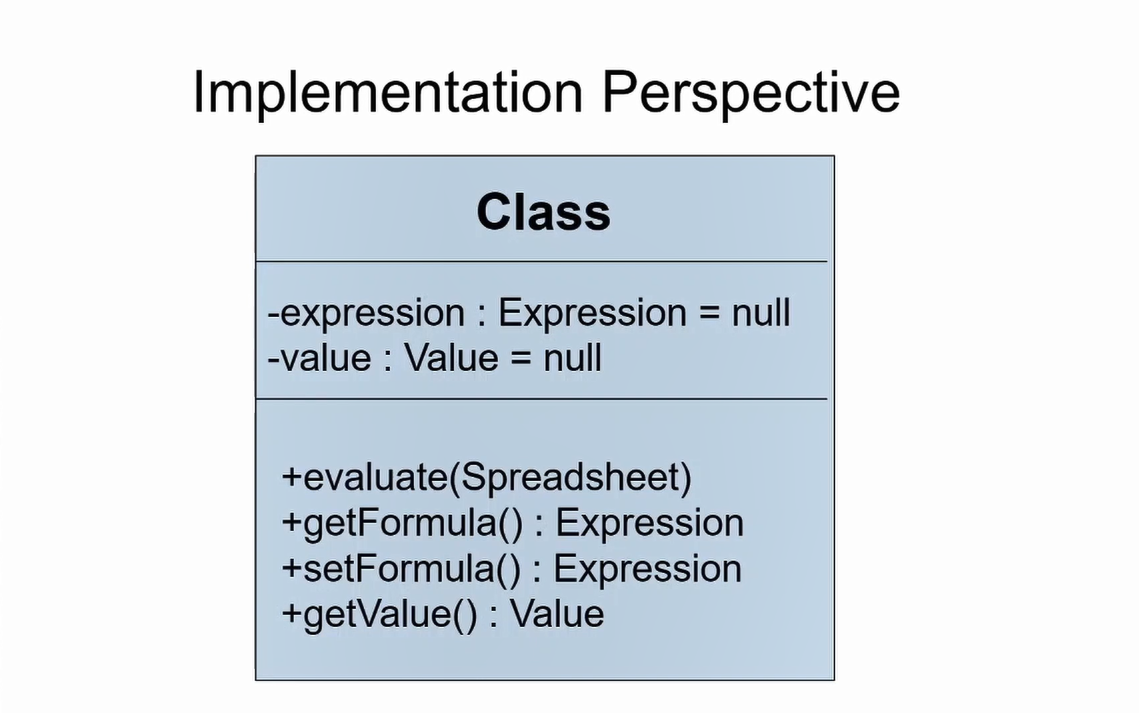 Implementation Perspective
Class
-expression : Expression = null
-value : Value = null
+evaluate(Spreadsheet)
+getFormula() : Expression
+setFormula() : Expression
+getValue() : Value